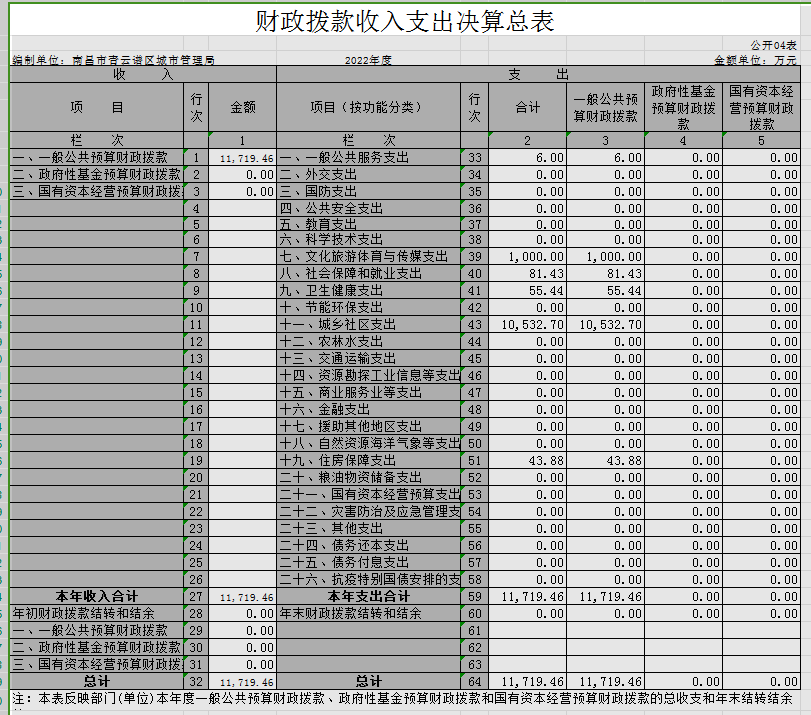 财政拨款收入支出决算总表
公开04表
编制单位：南昌市青云谱区城市管理局 2022年度 金额单位：万元
收 入 支 出
项 目 行次 金额 项目（按功能分类） 行次 合计 一般公共预算财政拨款 政府性基金预算财政拨款 国有资本经营预算财政拨款
栏 次 1 栏 次 2 3 4 5
一、一般公共预算财政拨款 1 11,719.46 一、一般公共服务支出 33 6.00 6.00 0.00 0.00
二、政府性基金预算财政拨款 2 0.00 二、外交支出 34 0.00 0.00 0.00 0.00
三、国有资本经营预算财政拨 3 0.00 三、国防支出 35 0.00 0.00 0.00 0.00
4 四、公共安全支出 36 0.00 0.00 0.00 0.00
5 五、教育支出 37 0.00 0.00 0.00 0.00
6 六、科学技术支出 38 0.00 0.00 0.00 0.00
7 七、文化旅游体育与传媒支出 39 1,000.00 1,000.00 0.00 0.00
8 八、社会保障和就业支出 40 81.43 81.43 0.00 0.00
9 九、卫生健康支出 41 55.44 55.44 0.00 0.00
10 十、节能环保支出 42 0.00 0.00 0.00 0.00
11 十一、城乡社区支出 43 10,532.70 10,532.70 0.00 0.00
12 十二、农林水支出 44 0.00 0.00 0.00 0.00
13 十三、交通运输支出 45 0.00 0.00 0.00 0.00
14 十四、资源勘探工业信息等支出 46 0.00 0.00 0.00 0.00
15 十五、商业服务业等支出 47 0.00 0.00 0.00 0.00
16 十六、金融支出 48 0.00 0.00 0.00 0.00
17 十七、援助其他地区支出 49 0.00 0.00 0.00 0.00
18 十八、自然资源海洋气象等支出 50 0.00 0.00 0.00 0.00
19 十九、住房保障支出 51 43.88 43.88 0.00 0.00
20 二十、粮油物资储备支出 52 0.00 0.00 0.00 0.00
21 二十一、国有资本经营预算支出 53 0.00 0.00 0.00 0.00
22 二十二、灾害防治及应急管理支 54 0.00 0.00 0.00 0.00
23 二十三、其他支出 55 0.00 0.00 0.00 0.00
24 二十四、债务还本支出 56 0.00 0.00 0.00 0.00
25 二十五、债务付息支出 57 0.00 0.00 0.00 0.00
26 二十六、抗疫特别国债安排的支 58 0.00 0.00 0.00 0.00
本年收入合计 27 11,719.46 本年支出合计 59 11,719.46 11,719.46 0.00 0.00
年初财政拨款结转和结余 28 0.00 年末财政拨款结转和结余 60 0.00 0.00 0.00 0.00
一、一般公共预算财政拨款 29 0.00 61
二、政府性基金预算财政拨款 30 0.00 62
三、国有资本经营预算财政拨 31 0.00 63
总计 32 11,719.46 总计 64 11,719.46 11,719.46 0.00 0.00
注：本表反映部门(单位)本年度一般公共预算财政拨款、政府性基金预算财政拨款和国有资本经营预算财政拨款的总收支和年末结转结余